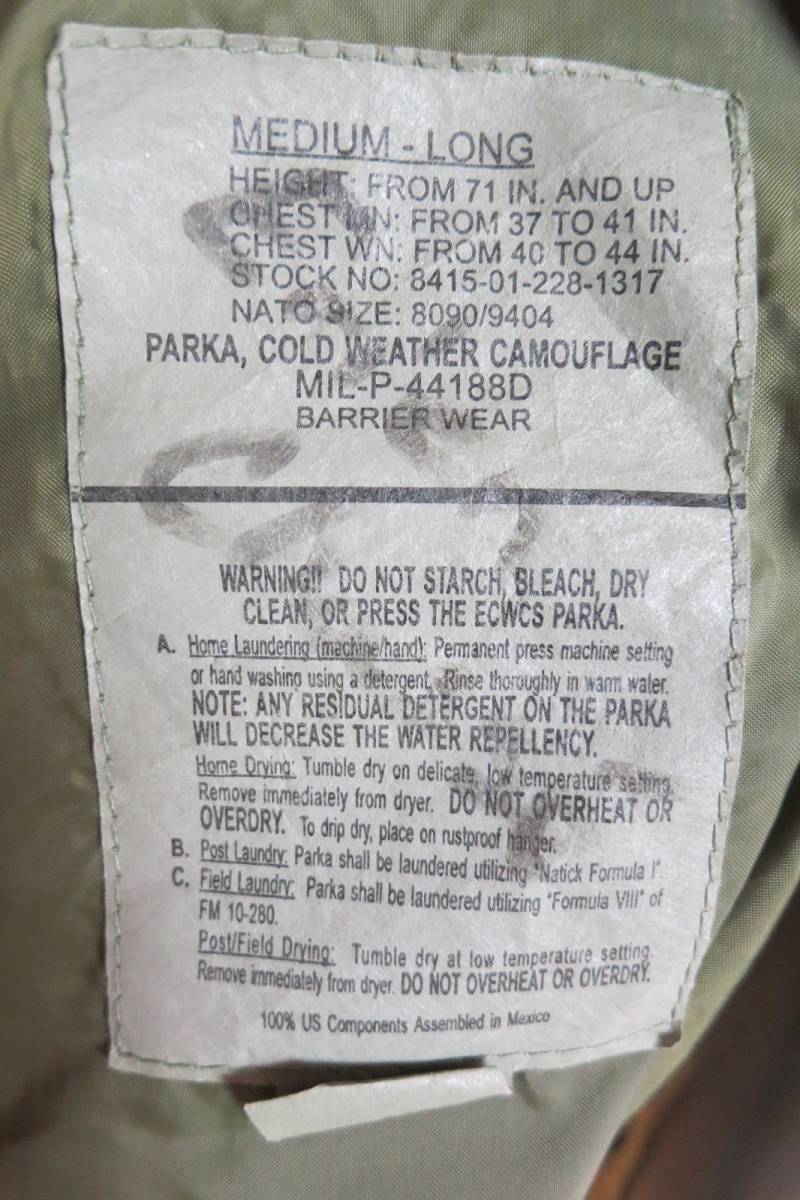 MEDIUM - LONG
HEIGHT: FROM 71 IN. AND UP
CHEST MN: FROM 37 TO 41 IN.
CHEST WN: FROM 40 TO 44 IN.
STOCK NO: 8415-01-228-1317
NATO SIZE: 8090/9404
PARKA, COLD WEATHER CAMOUFLAGE
MIL-P-44188D
BARRIER WEAR
WARNING!! DO NOT STARCH, BLEACH, DRY
CLEAN, OR PRESS THE ECWCS PARKA.
A. Home Laundering (machine/hand): Permanent press machine setting
or hand washing using a detergent. Rinse thoroughly in warm water.
NOTE: ANY RESIDUAL DETERGENT ON THE PARKA
WILL DECREASE THE WATER REPELLENCY.
Home Drying: Tumble dry on delicate, low temperature setting.
Remove immediately from dryer. DO NOT OVERHEAT OR
OVERDRY. To drip dry, place on rustproof hanger.
B. Post Laundry: Parka shall be laundered utilizing "Natick Formula I".
C. Field Laundry: Parka shall be laundered utilizing "Formula VIII" of
FM 10-280.
Post/Field Drying: Tumble dry at low temperature setting.
Remove immediately from dryer. DO NOT OVERHEAT OR OVERDRY.
100% US Components Assembled in Mexico